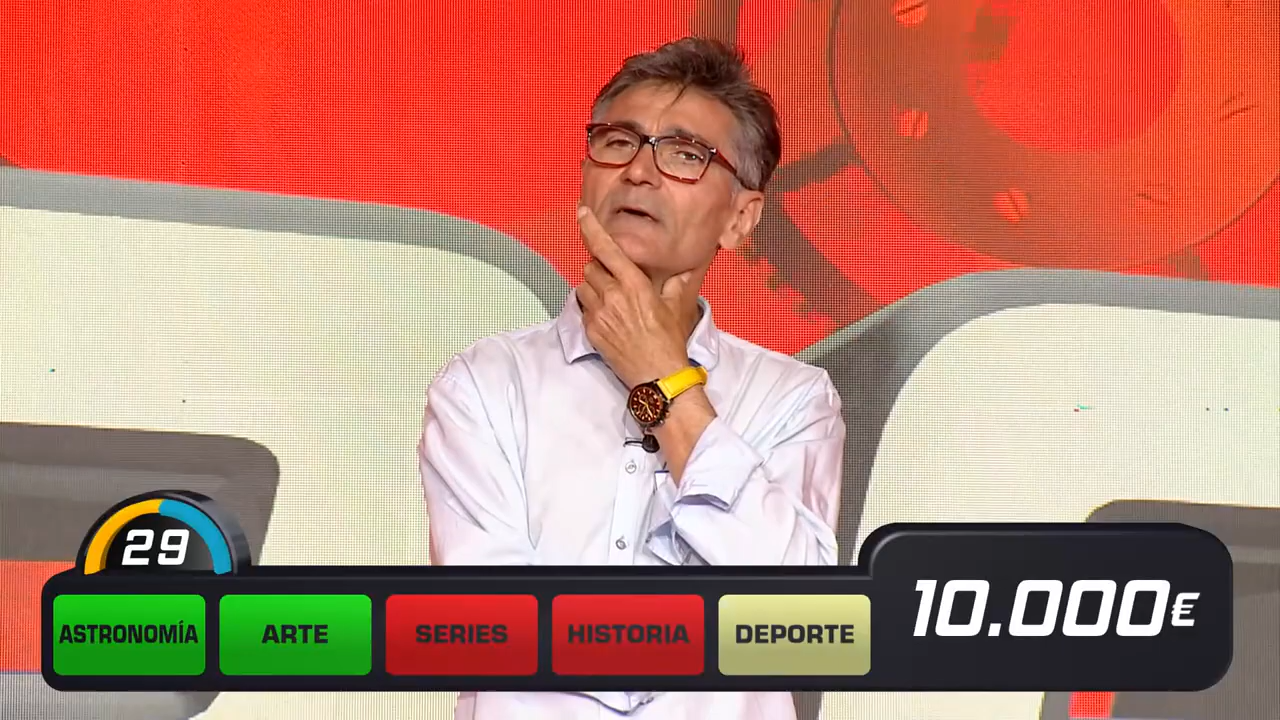 29
ASTRONOMÍA ARTE SERIES HISTORIA DEPORTE 10.000€